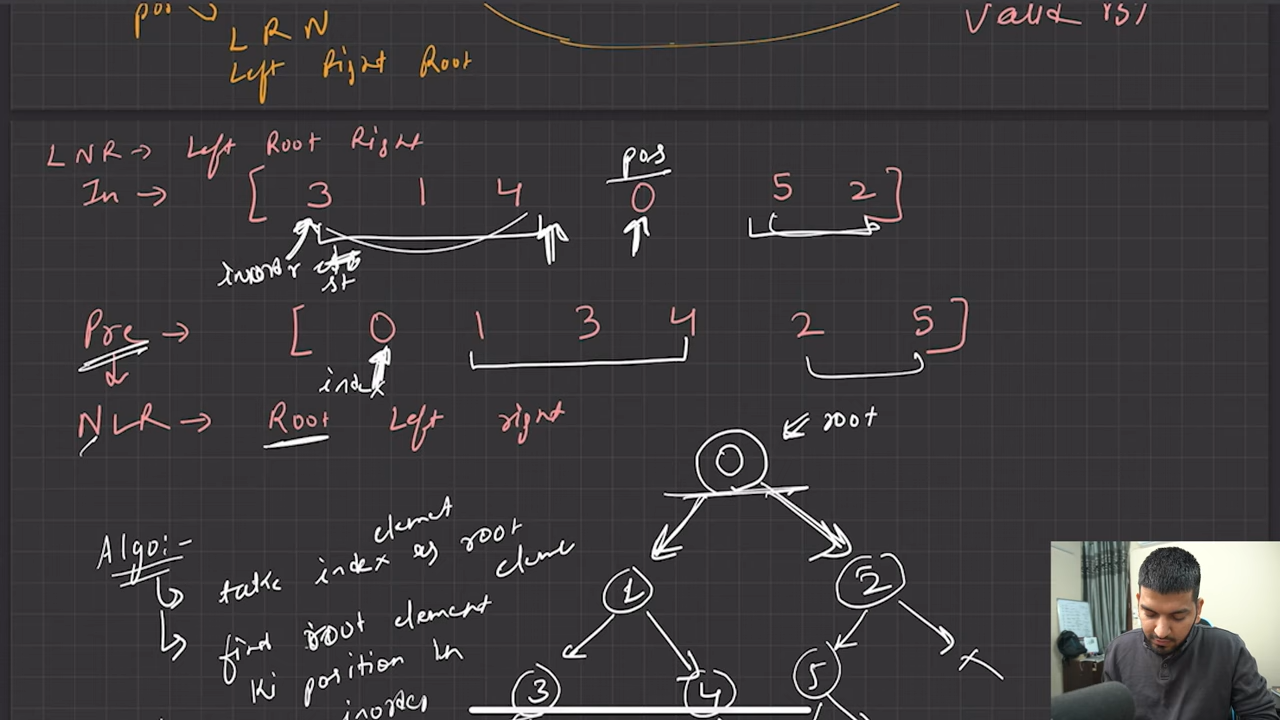 pos L R N
Left Right Root
Valid
LNR → Left Root Right
pos
In → [ 3 1 4 0 5 2 ]
inorder
st
Pre → [ 0 1 3 4 2 5 ]
index
NLR → Root Left right
← root
0
Algo:-
element
take index as root
1 2
find root element
Ki position in
inorder
3 4 5